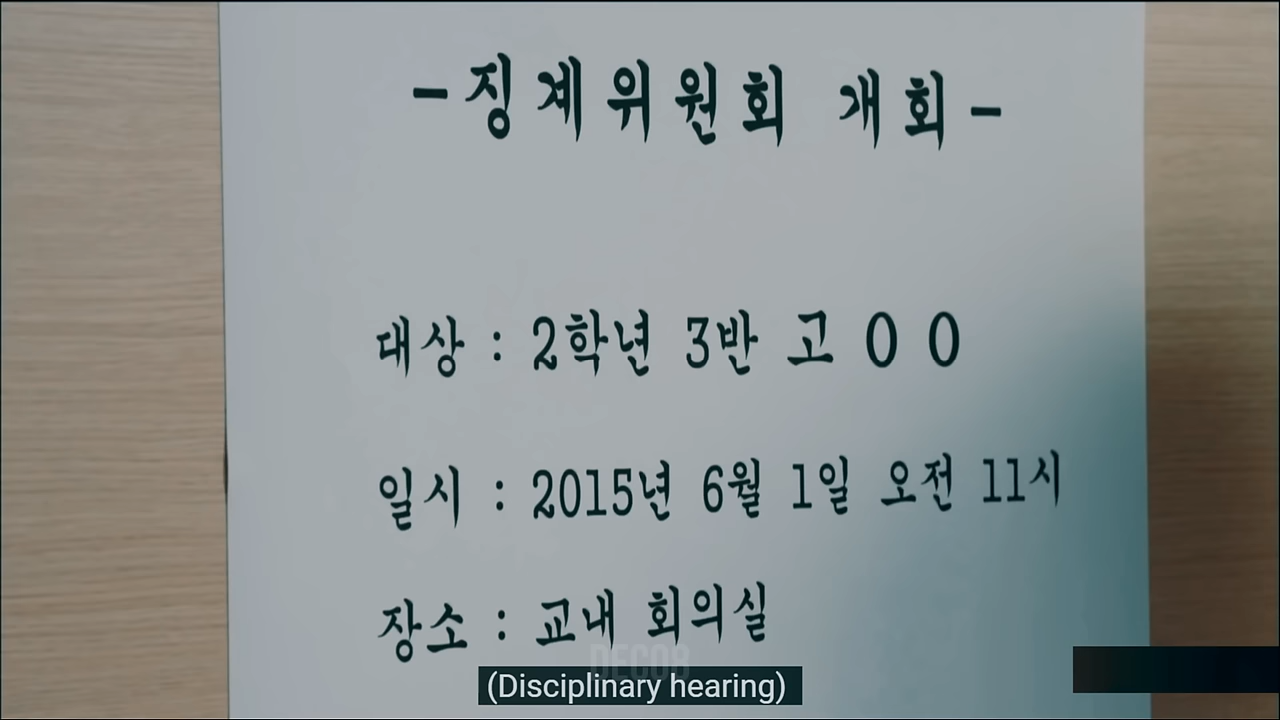 -징계위원회 개회-
대상 : 2학년 3반 고 O O
일시 : 2015년 6월 1일 오전 11시
장소 : 교내 회의실
DECOB
(Disciplinary hearing)